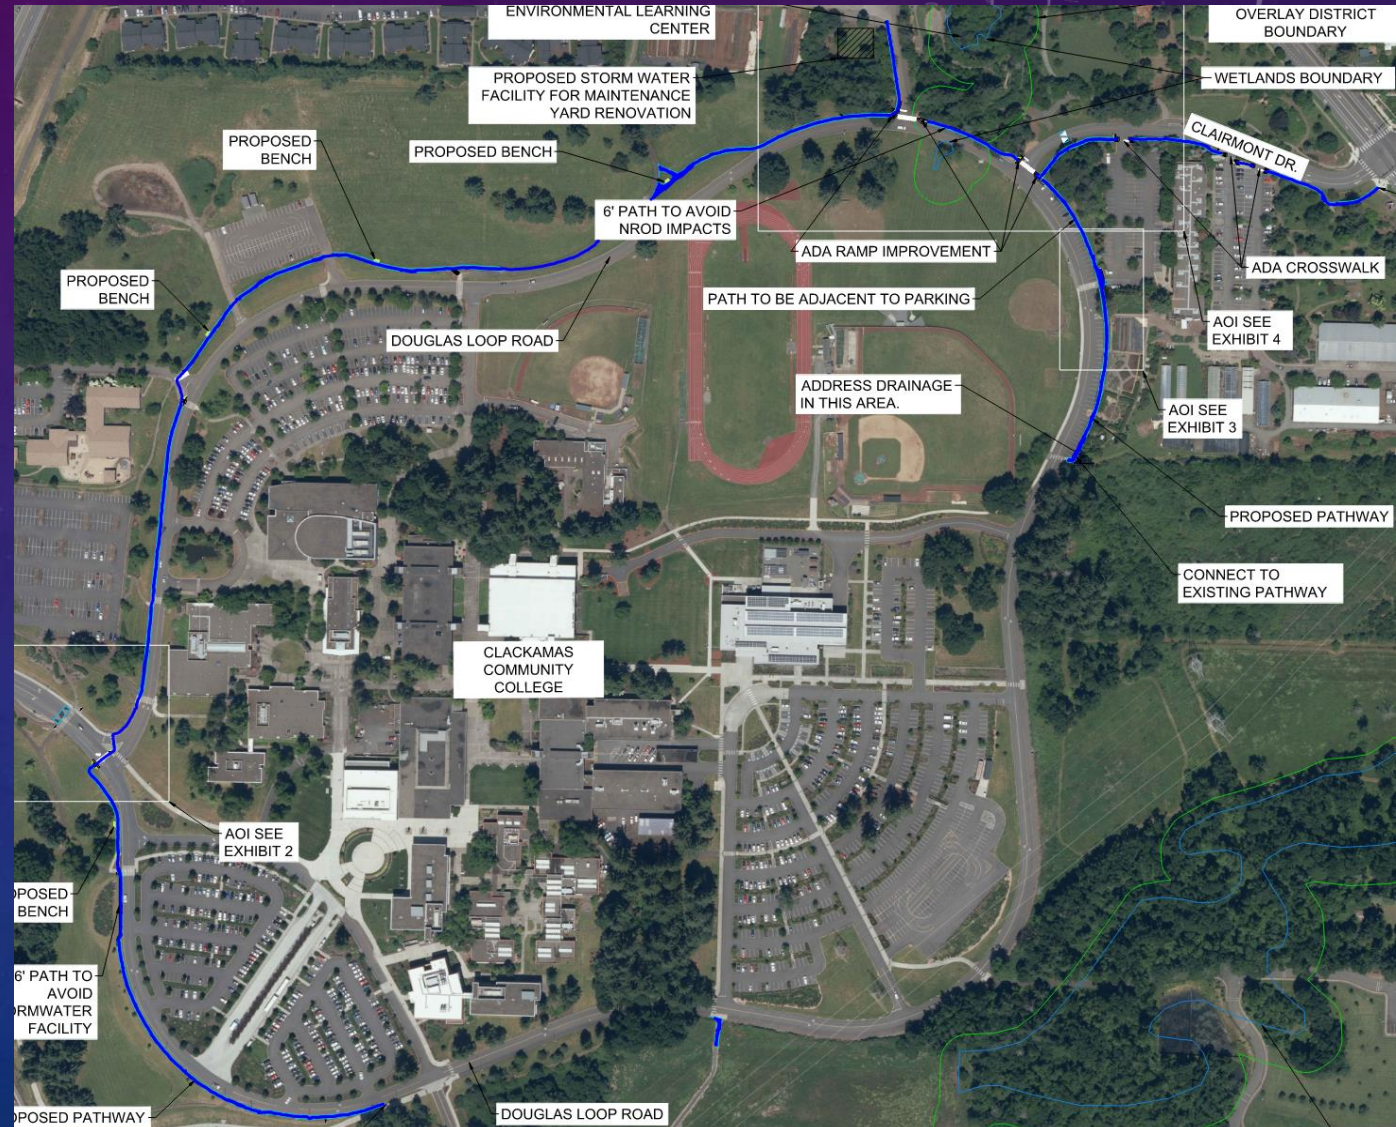 ENVIRONMENTAL LEARNING
CENTER
OVERLAY DISTRICT
BOUNDARY
PROPOSED STORM WATER
FACILITY FOR MAINTENANCE
YARD RENOVATION
WETLANDS BOUNDARY
PROPOSED
BENCH
PROPOSED BENCH
CLAIRMONT DR.
6' PATH TO AVOID
NROD IMPACTS
ADA RAMP IMPROVEMENT
ADA CROSSWALK
PROPOSED
BENCH
PATH TO BE ADJACENT TO PARKING
AOI SEE
EXHIBIT 4
DOUGLAS LOOP ROAD
ADDRESS DRAINAGE
IN THIS AREA.
AOI SEE
EXHIBIT 3
PROPOSED PATHWAY
CONNECT TO
EXISTING PATHWAY
CLACKAMAS
COMMUNITY
COLLEGE
AOI SEE
EXHIBIT 2
OPOSED
BENCH
6' PATH TO
AVOID
ORMWATER
FACILITY
OPOSED PATHWAY
DOUGLAS LOOP ROAD